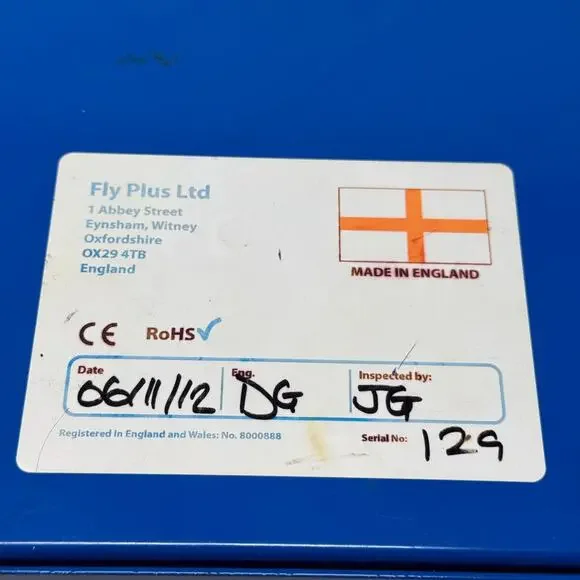 Fly Plus Ltd
1 Abbey Street
Eynsham, Witney
Oxfordshire
OX29 4TB
England
MADE IN ENGLAND
CE RoHS✓
Date Eng. Inspected by:
06/11/12 DG JG
Registered in England and Wales: No. 8000888
Serial No: 129